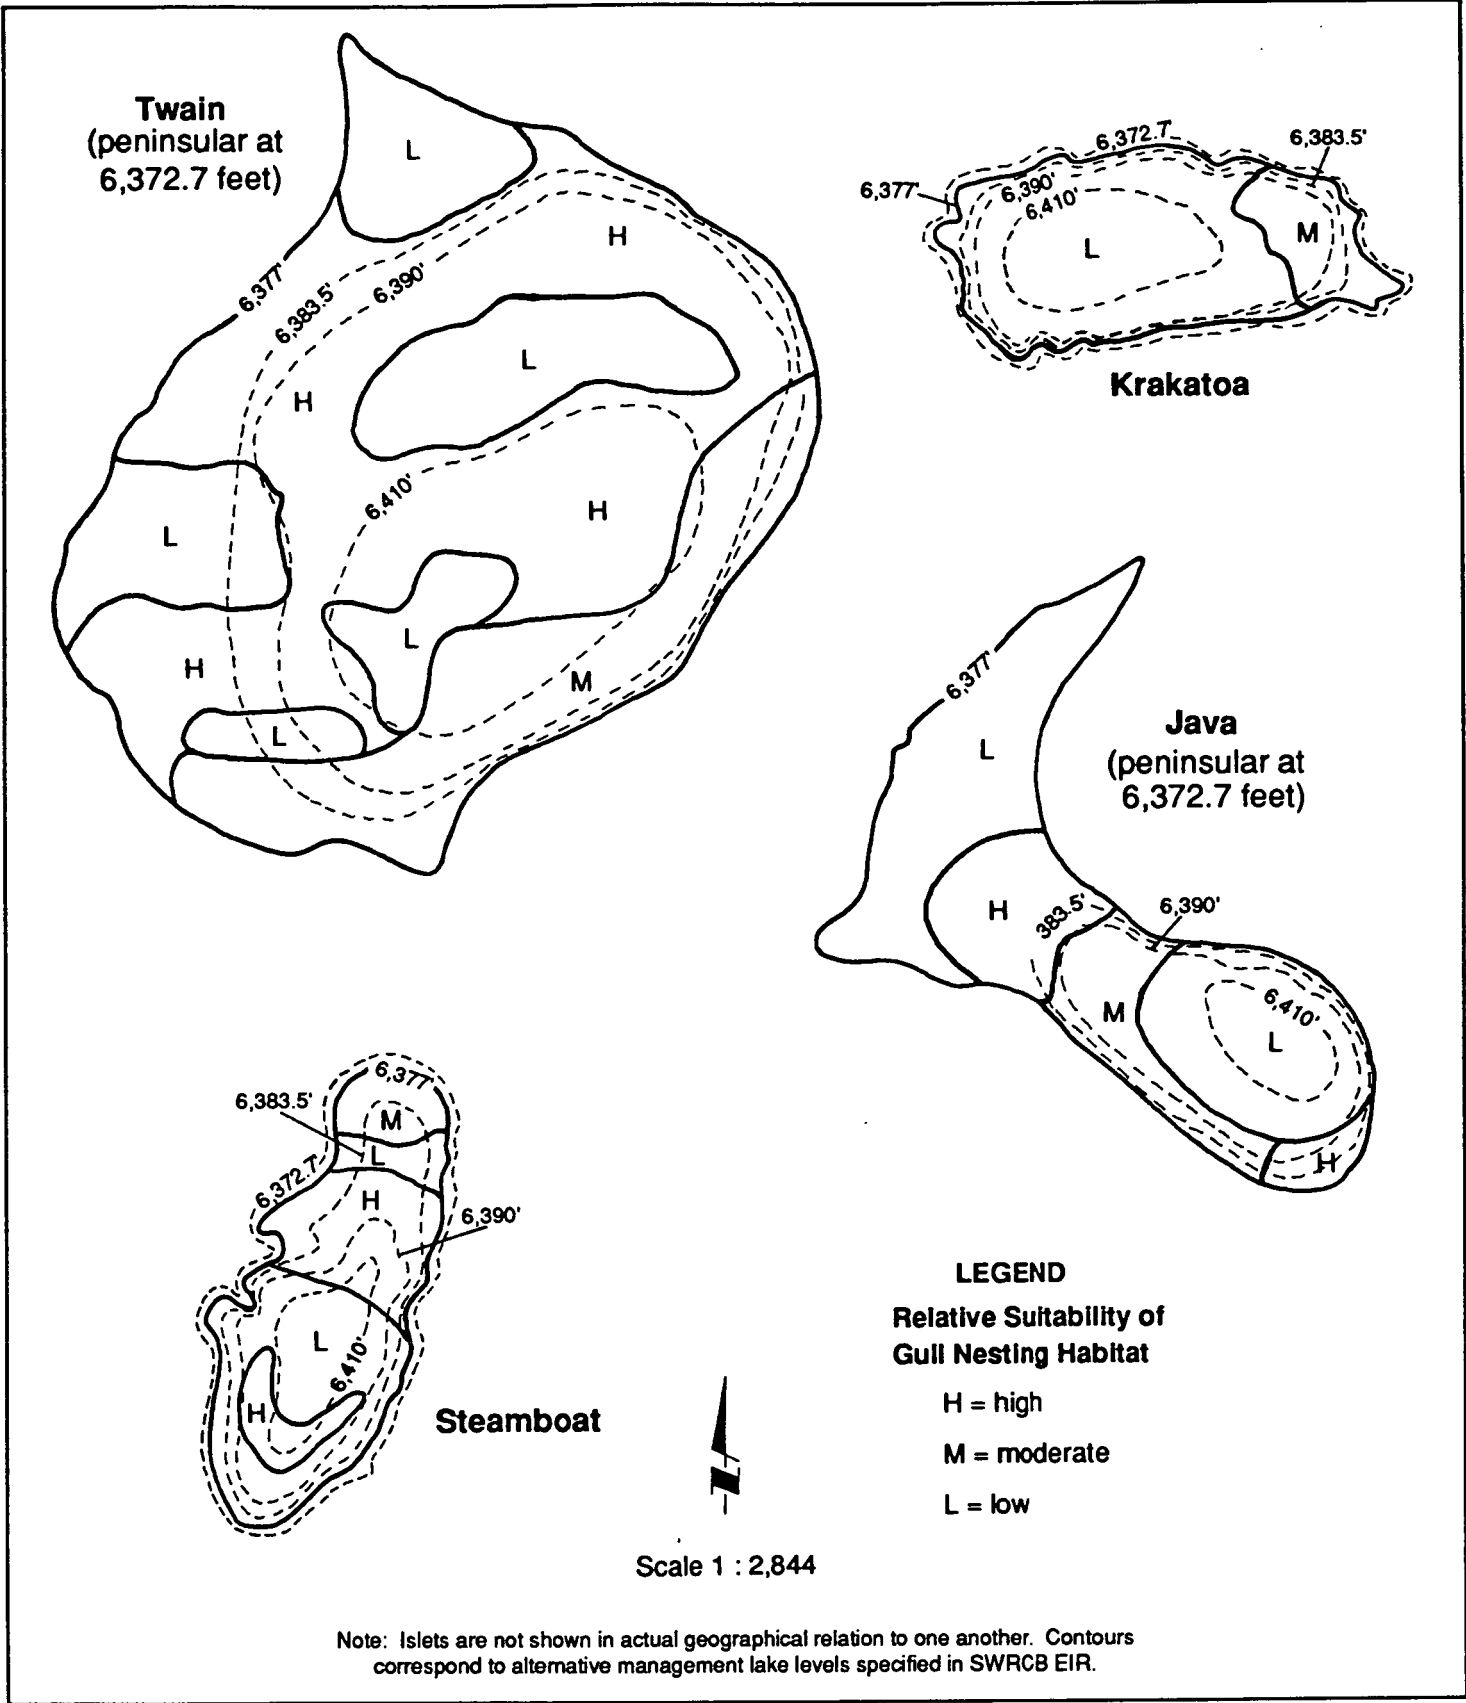 Twain
(peninsular at
6,372.7 feet)
L
H
6,377'
6,383.5'
6,390'
L
H
6,410'
H
L
L
H
M
L
6,372.7'
6,383.5'
6,377'
6,390'
6,410'
L
M
Krakatoa
6,377'
L
Java
(peninsular at
6,372.7 feet)
H
383.5'
6,390'
M
6,410'
L
H
6,377'
6,383.5'
M
L
6,372.7'
H
6,390'
L
6,410'
H
Steamboat
LEGEND
Relative Suitability of
Gull Nesting Habitat
H = high
M = moderate
L = low
N
Scale 1 : 2,844
Note: Islets are not shown in actual geographical relation to one another. Contours
correspond to alternative management lake levels specified in SWRCB EIR.